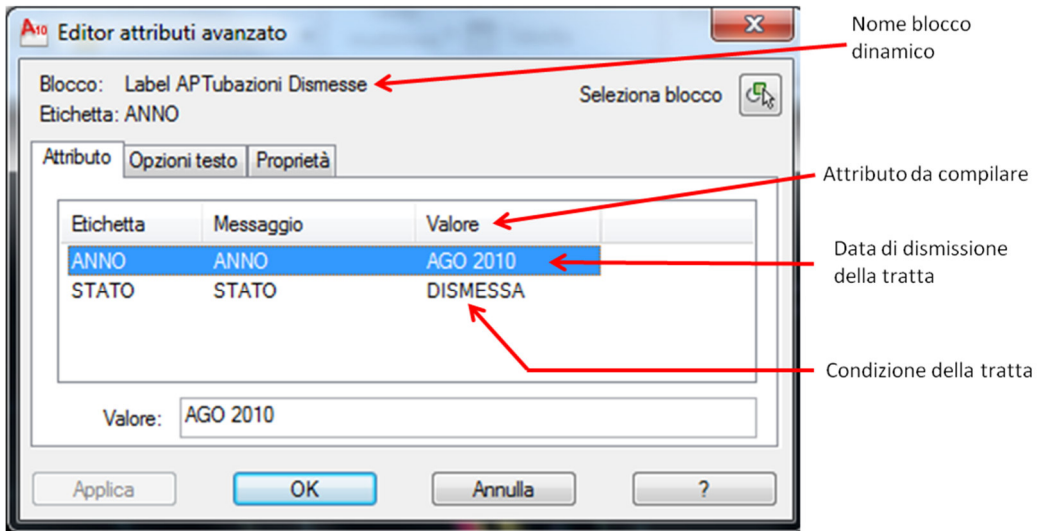 A10 Editor attributi avanzato
Blocco: Label APTubazioni Dismesse
Seleziona blocco
Etichetta: ANNO
Attributo Opzioni testo Proprietà
Etichetta Messaggio Valore
ANNO ANNO AGO 2010
STATO STATO DISMESSA
Valore: AGO 2010
Applica OK Annulla ?
Nome blocco
dinamico
Attributo da compilare
Data di dismissione
della tratta
Condizione della tratta